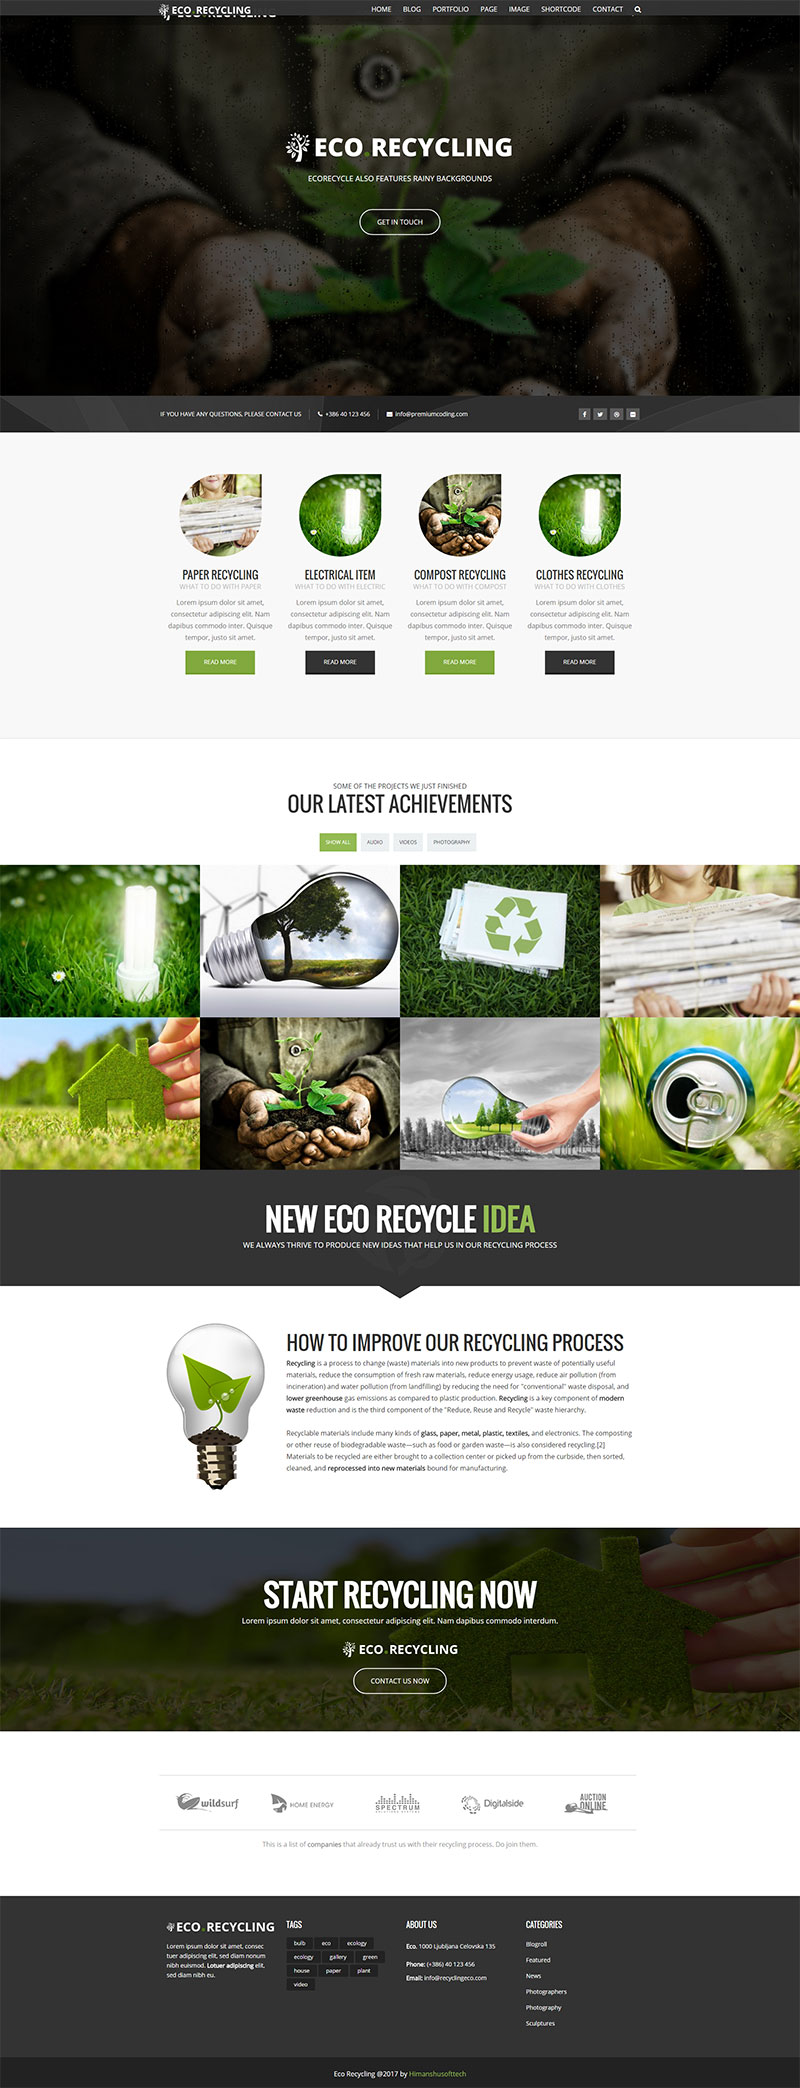 ECO.RECYCLING
HOME BLOG PORTFOLIO PAGE IMAGE SHORTCODE CONTACT
ECO.RECYCLING
ECORECYCLE ALSO FEATURES RAINY BACKGROUNDS
GET IN TOUCH
IF YOU HAVE ANY QUESTIONS, PLEASE CONTACT US +386 40 123 456 info@premiumcoding.com
PAPER RECYCLING
WHAT TO DO WITH PAPER
Lorem ipsum dolor sit amet,
consectetur adipiscing elit. Nam
dapibus commodo inter. Quisque
tempor, justo sit amet.
READ MORE
ELECTRICAL ITEM
WHAT TO DO WITH ELECTRIC
Lorem ipsum dolor sit amet,
consectetur adipiscing elit. Nam
dapibus commodo inter. Quisque
tempor, justo sit amet.
READ MORE
COMPOST RECYCLING
WHAT TO DO WITH COMPOST
Lorem ipsum dolor sit amet,
consectetur adipiscing elit. Nam
dapibus commodo inter. Quisque
tempor, justo sit amet.
READ MORE
CLOTHES RECYCLING
WHAT TO DO WITH CLOTHES
Lorem ipsum dolor sit amet,
consectetur adipiscing elit. Nam
dapibus commodo inter. Quisque
tempor, justo sit amet.
READ MORE
SOME OF THE PROJECTS WE JUST FINISHED
OUR LATEST ACHIEVEMENTS
SHOW ALL AUDIO VIDEOS PHOTOGRAPHY
NEW ECO RECYCLE IDEA
WE ALWAYS THRIVE TO PRODUCE NEW IDEAS THAT HELP US IN OUR RECYCLING PROCESS
HOW TO IMPROVE OUR RECYCLING PROCESS
Recycling is a process to change (waste) materials into new products to prevent waste of potentially useful
materials, reduce the consumption of fresh raw materials, reduce energy usage, reduce air pollution (from
incineration) and water pollution (from landfilling) by reducing the need for "conventional" waste disposal, and
lower greenhouse gas emissions as compared to plastic production. Recycling is a key component of modern
waste reduction and is the third component of the "Reduce, Reuse and Recycle" waste hierarchy.
Recyclable materials include many kinds of glass, paper, metal, plastic, textiles, and electronics. The composting
or other reuse of biodegradable waste—such as food or garden waste—is also considered recycling.[2]
Materials to be recycled are either brought to a collection center or picked up from the curbside, then sorted,
cleaned, and reprocessed into new materials bound for manufacturing.
START RECYCLING NOW
Lorem ipsum dolor sit amet, consectetur adipiscing elit. Nam dapibus commodo interdum.
ECO.RECYCLING
CONTACT US NOW
wildsurf
HOME ENERGY
SPECTRUM
Digitalside
AUCTION
ONLINE
This is a list of companies that already trust us with their recycling process. Do join them.
ECO.RECYCLING
Lorem ipsum dolor sit amet, consec
tuer adipiscing elit, sed diam nonum
nibh euismod. Lotuer adipiscing elit,
sed diam nibh eu.
TAGS
bulb eco ecology
ecology gallery green
house paper plant
video
ABOUT US
Eco. 1000 Ljubljana Celovska 135
Phone: (+386) 40 123 456
Email: info@recyclingeco.com
CATEGORIES
Blogroll
Featured
News
Photographers
Photography
Sculptures
Eco Recycling @2017 by Himanshusofttech